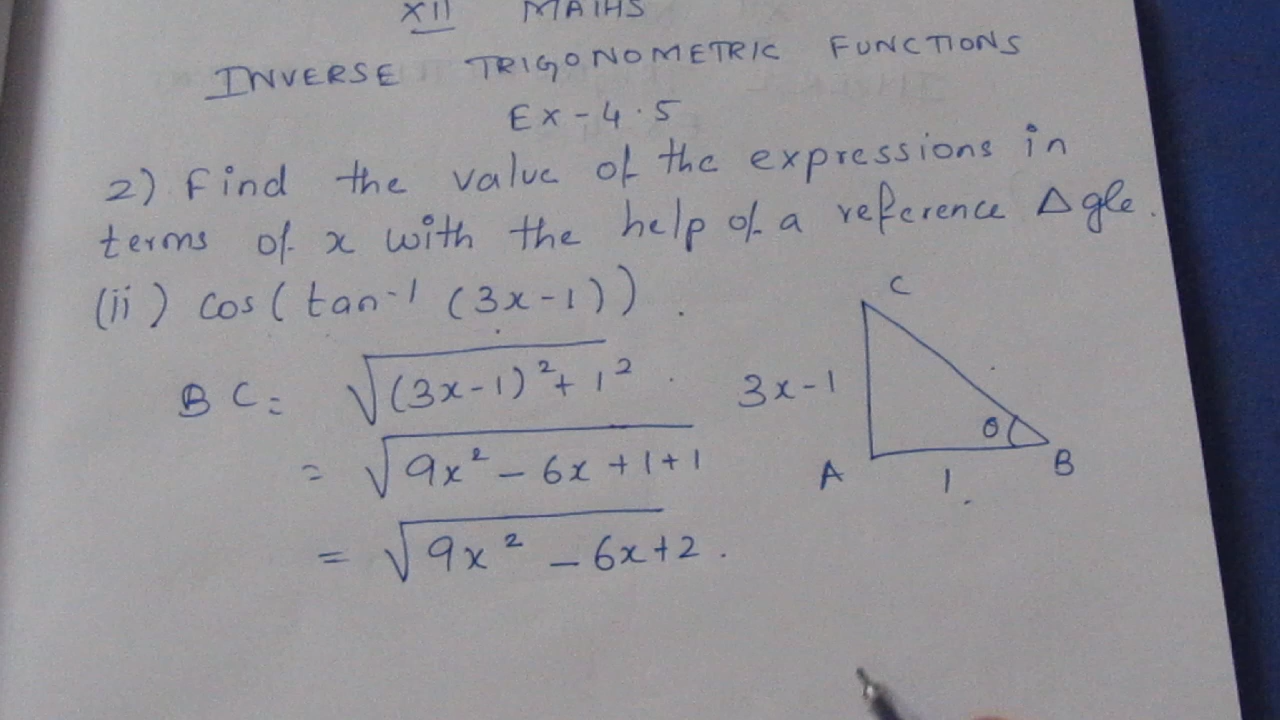 XII MATHS
INVERSE TRIGONOMETRIC FUNCTIONS
EX-4.5
2) Find the value of the expressions in
terms of x with the help of a reference Δgle.
(ii) cos(tan⁻¹ (3x-1)).
C
BC = √(3x-1)²+1²
3x-1
θ
= √9x²-6x+1+1
A
1
B
= √9x²-6x+2.